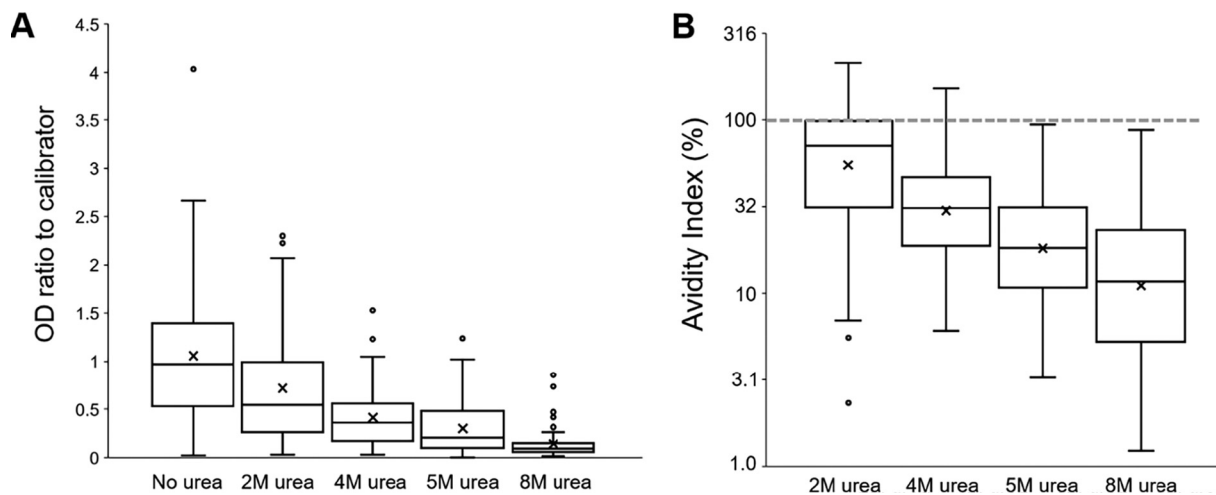 A
OD ratio to calibrator
4.5
4
3.5
3
2.5
2
1.5
1
0.5
0
No urea 2M urea 4M urea 5M urea 8M urea
B
Avidity Index (%)
316
100
32
10
3.1
1.0
2M urea 4M urea 5M urea 8M urea